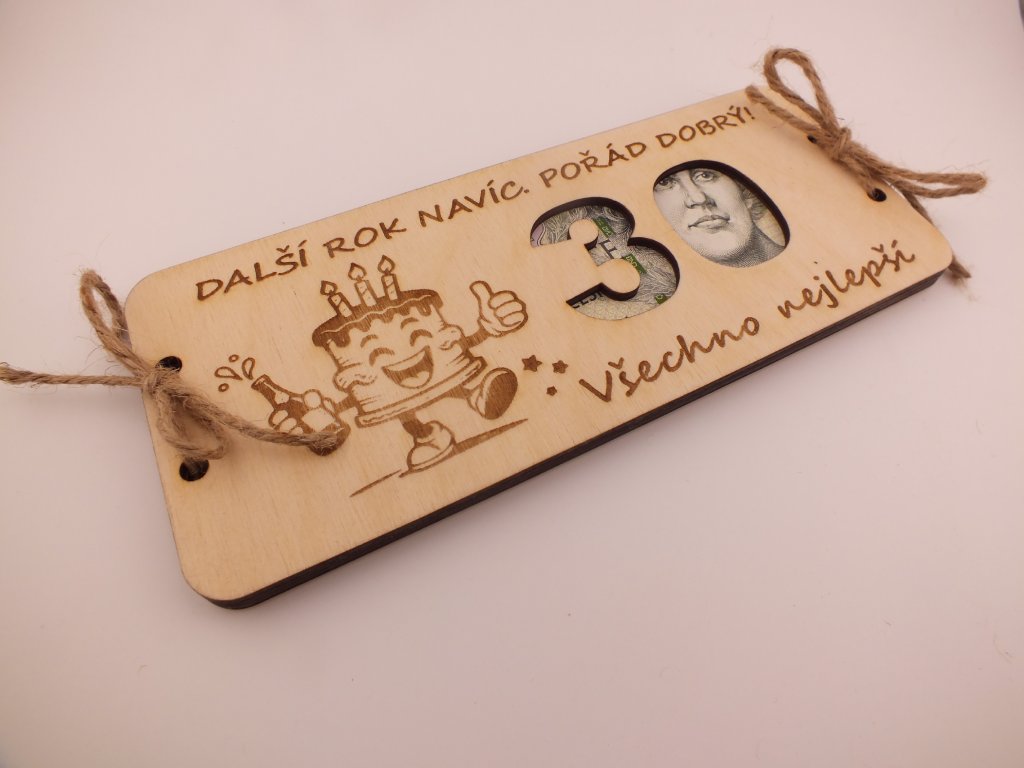 DALŠÍ ROK NAVÍC. POŘÁD DOBRÝ!
30
Všechno nejlepší